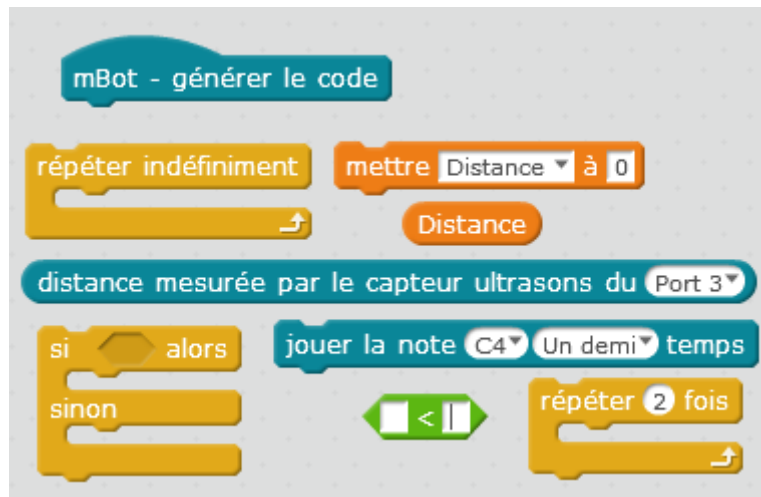 mBot - générer le code
répéter indéfiniment
mettre Distance à 0
Distance
distance mesurée par le capteur ultrasons du Port 3
si alors
sinon
jouer la note C4 Un demi temps
<
répéter 2 fois